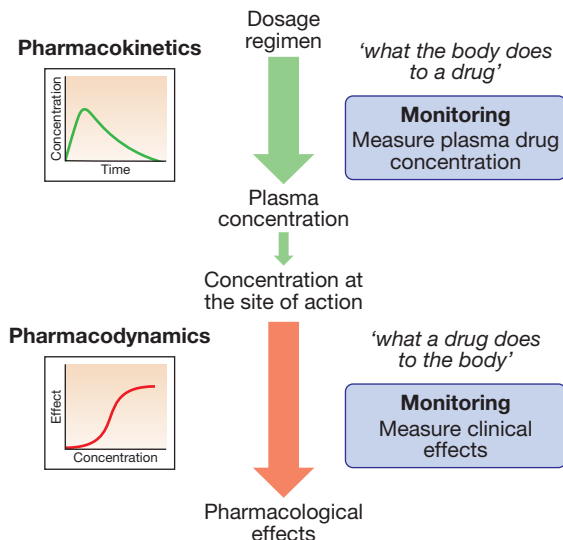 Dosage
regimen
Pharmacokinetics
Concentration
Time
‘what the body does
to a drug’
Monitoring
Measure plasma drug
concentration
Plasma
concentration
Concentration at
the site of action
Pharmacodynamics
Effect
Concentration
‘what a drug does
to the body’
Monitoring
Measure clinical
effects
Pharmacological
effects